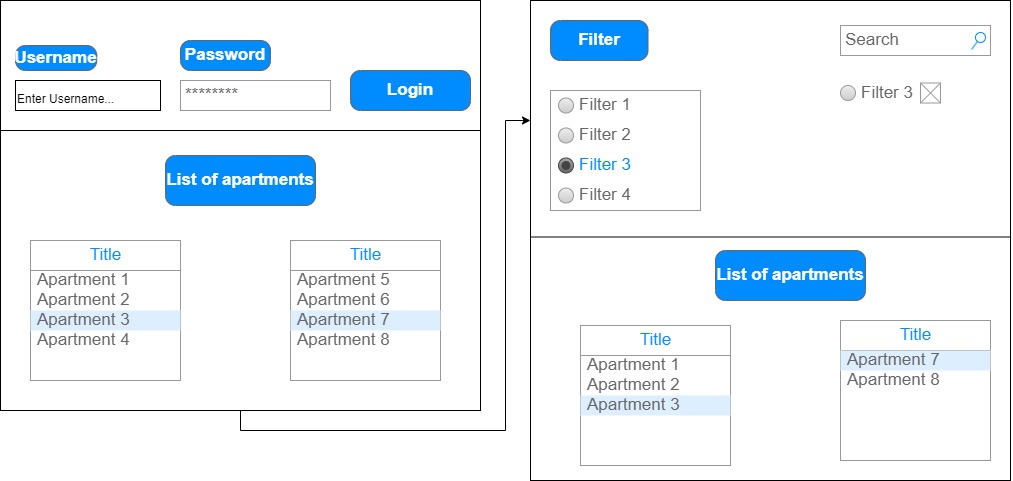 Username
Password
Enter Username...
********
Login
List of apartments
Title
Apartment 1
Apartment 2
Apartment 3
Apartment 4
Title
Apartment 5
Apartment 6
Apartment 7
Apartment 8
Filter
Search
Filter 1
Filter 2
Filter 3
Filter 4
Filter 3
List of apartments
Title
Apartment 1
Apartment 2
Apartment 3
Title
Apartment 7
Apartment 8